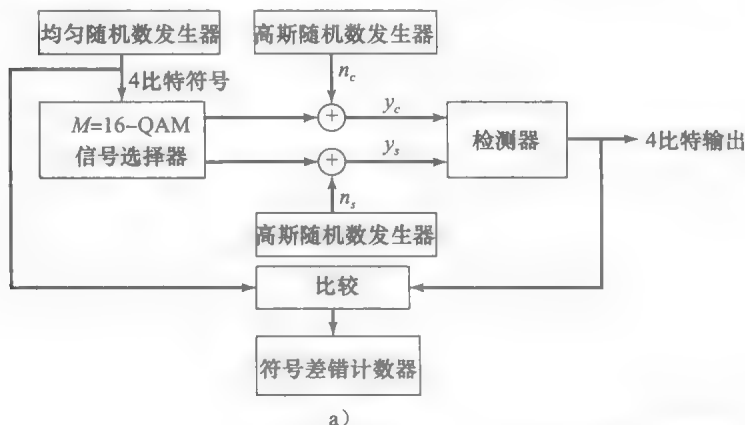 均匀随机数发生器
高斯随机数发生器
4比特符号
n_c
M=16-QAM
信号选择器
+
y_c
检测器
4比特输出
+
y_s
n_s
高斯随机数发生器
比较
符号差错计数器
a）